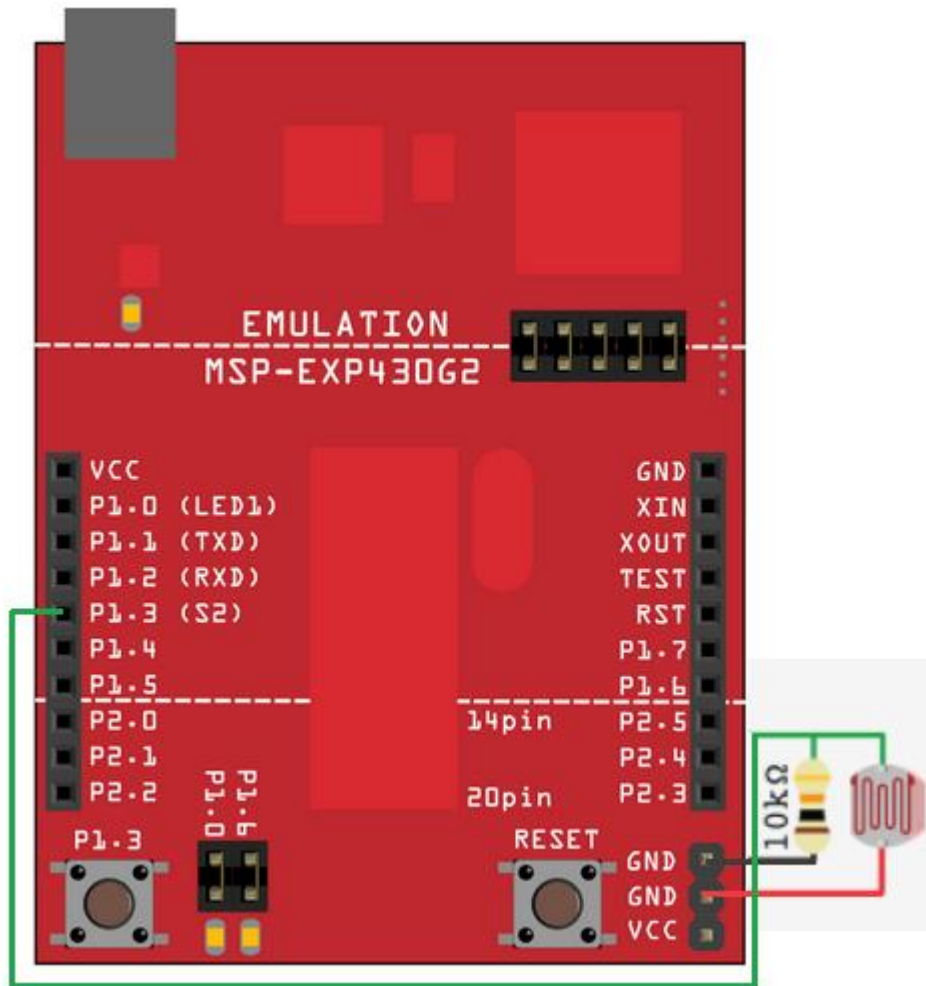 EMULATION
MSP-EXP430G2
VCC
P1.0 (LED1)
P1.1 (TXD)
P1.2 (RXD)
P1.3 (S2)
P1.4
P1.5
P2.0
P2.1
P2.2
GND
XIN
XOUT
TEST
RST
P1.7
P1.6
P2.5
P2.4
P2.3
14pin
20pin
P1.3
P1.0
P1.6
RESET
GND
GND
VCC
10kΩ